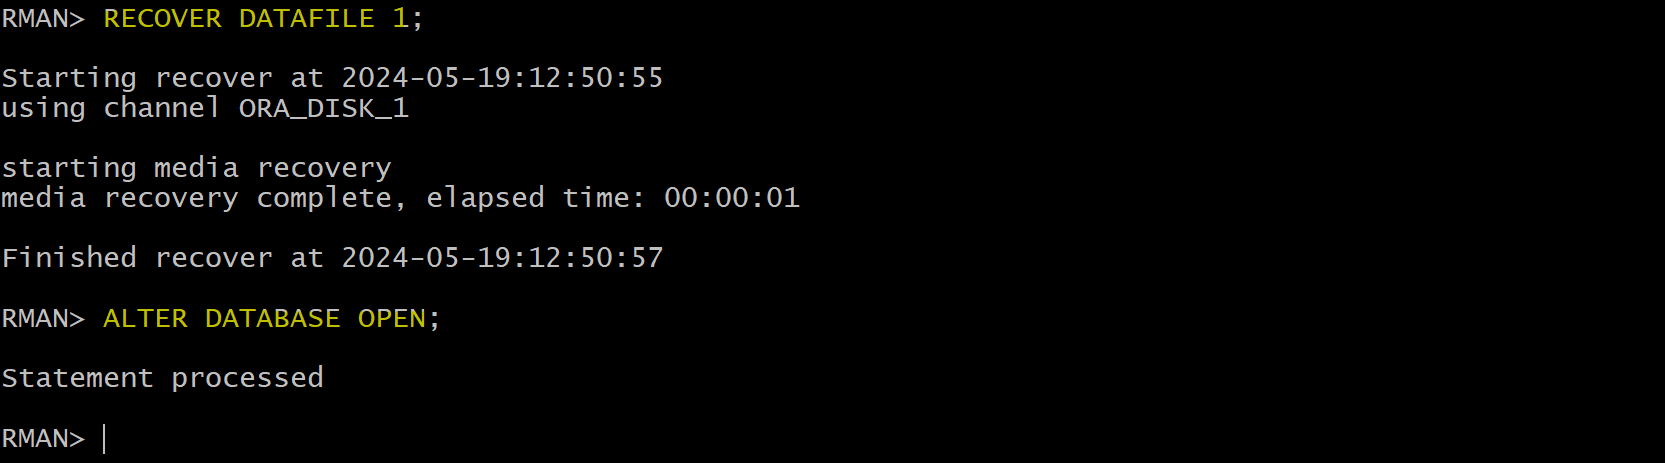 RMAN> RECOVER DATAFILE 1;
Starting recover at 2024-05-19:12:50:55
using channel ORA_DISK_1
starting media recovery
media recovery complete, elapsed time: 00:00:01
Finished recover at 2024-05-19:12:50:57
RMAN> ALTER DATABASE OPEN;
Statement processed
RMAN>